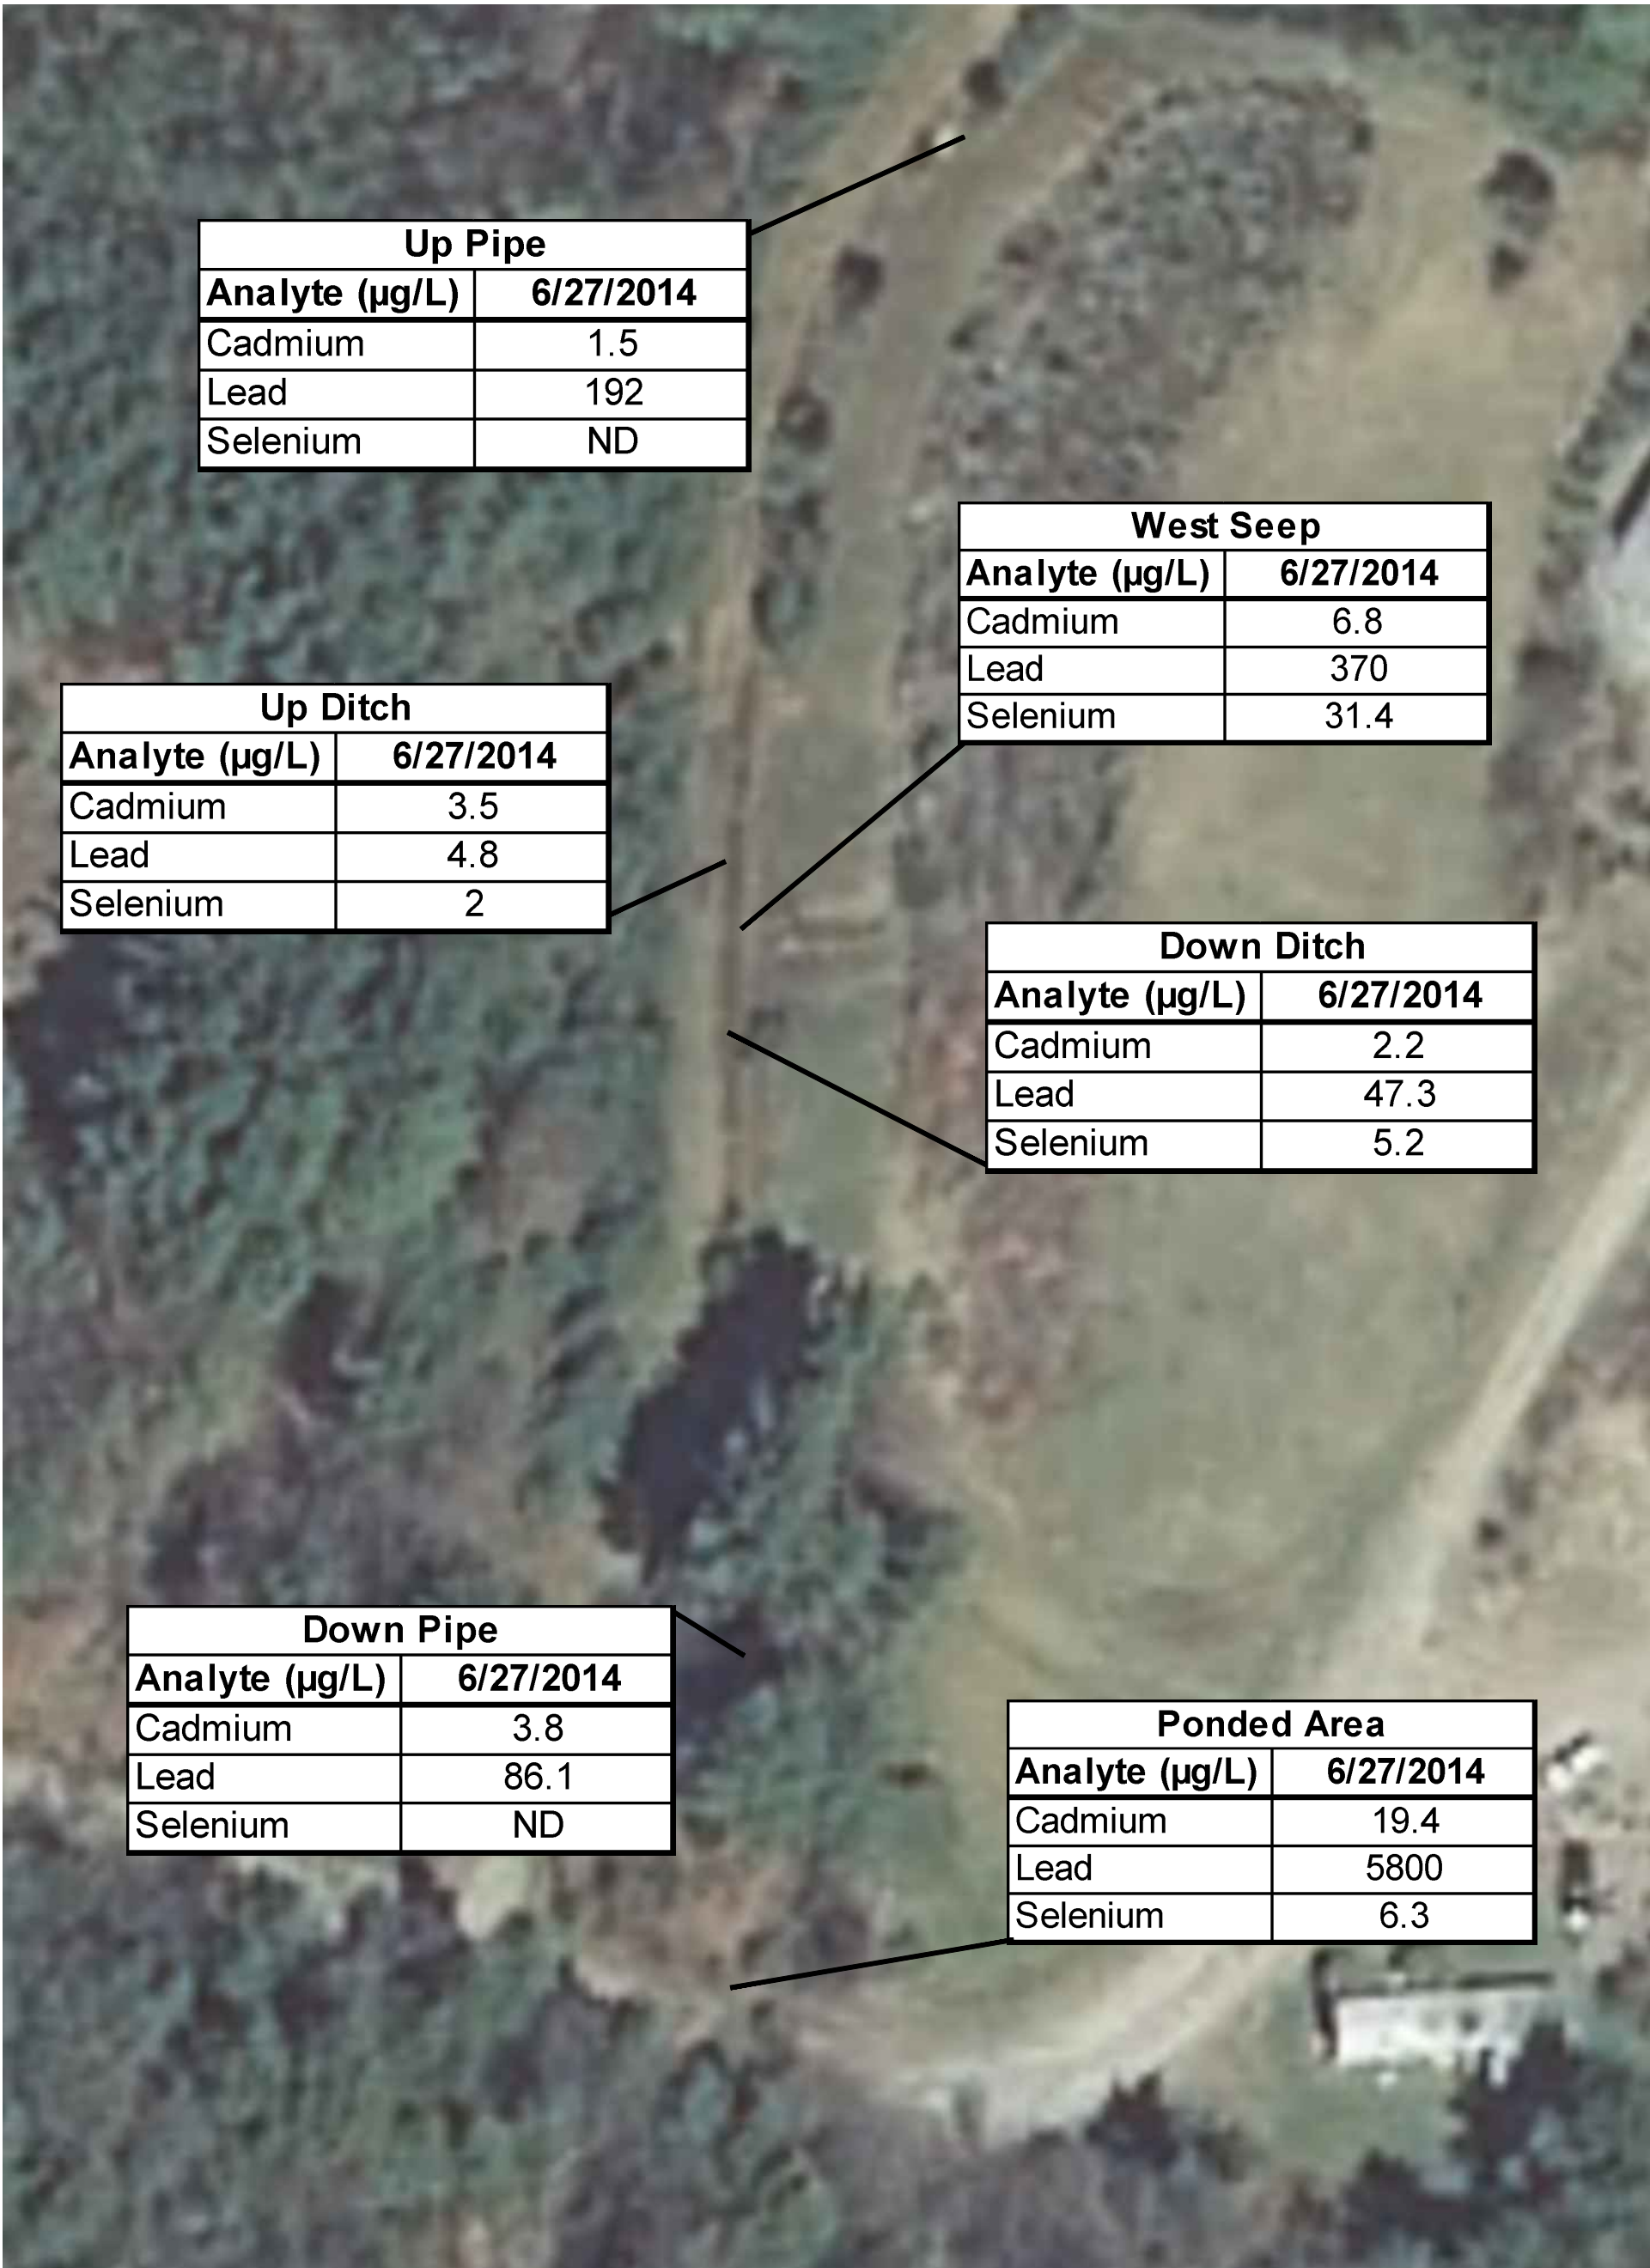 Up Pipe
Analyte (µg/L) 6/27/2014
Cadmium 1.5
Lead 192
Selenium ND
West Seep
Analyte (µg/L) 6/27/2014
Cadmium 6.8
Lead 370
Selenium 31.4
Up Ditch
Analyte (µg/L) 6/27/2014
Cadmium 3.5
Lead 4.8
Selenium 2
Down Ditch
Analyte (µg/L) 6/27/2014
Cadmium 2.2
Lead 47.3
Selenium 5.2
Down Pipe
Analyte (µg/L) 6/27/2014
Cadmium 3.8
Lead 86.1
Selenium ND
Ponded Area
Analyte (µg/L) 6/27/2014
Cadmium 19.4
Lead 5800
Selenium 6.3